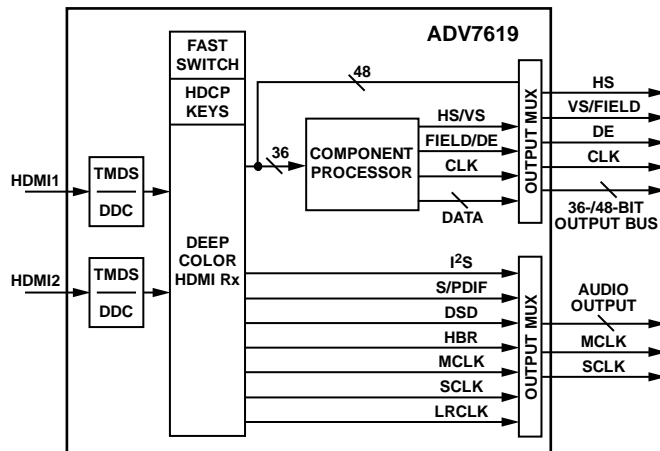 ADV7619
FAST
SWITCH
HDCP
KEYS
DEEP
COLOR
HDMI Rx
HDMI1
TMDS
DDC
HDMI2
TMDS
DDC
48
36
COMPONENT
PROCESSOR
HS/VS
FIELD/DE
CLK
DATA
OUTPUT MUX
HS
VS/FIELD
DE
CLK
36-/48-BIT
OUTPUT BUS
I²S
S/PDIF
DSD
HBR
MCLK
SCLK
LRCLK
OUTPUT MUX
AUDIO
OUTPUT
MCLK
SCLK